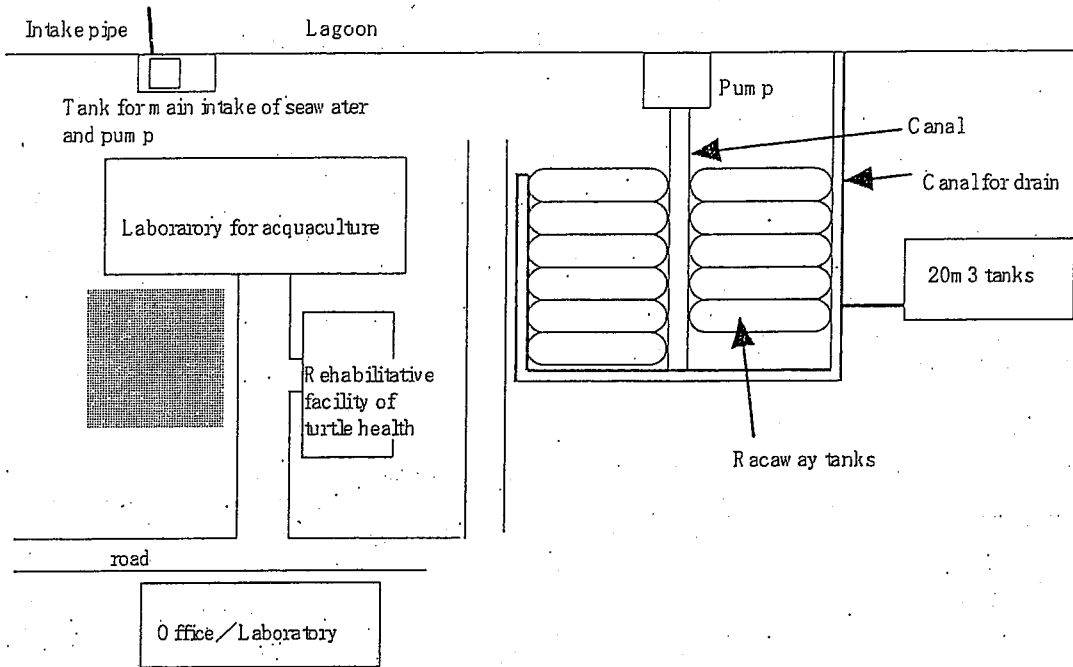 Intake pipe
Lagoon
Tank for main intake of seawater
and pump
Pump
Canal
Canal for drain
Laboratory for acquaculture
20m3 tanks
Rehabilitative
facility of
turtle health
Racaway tanks
road
Office/Laboratory